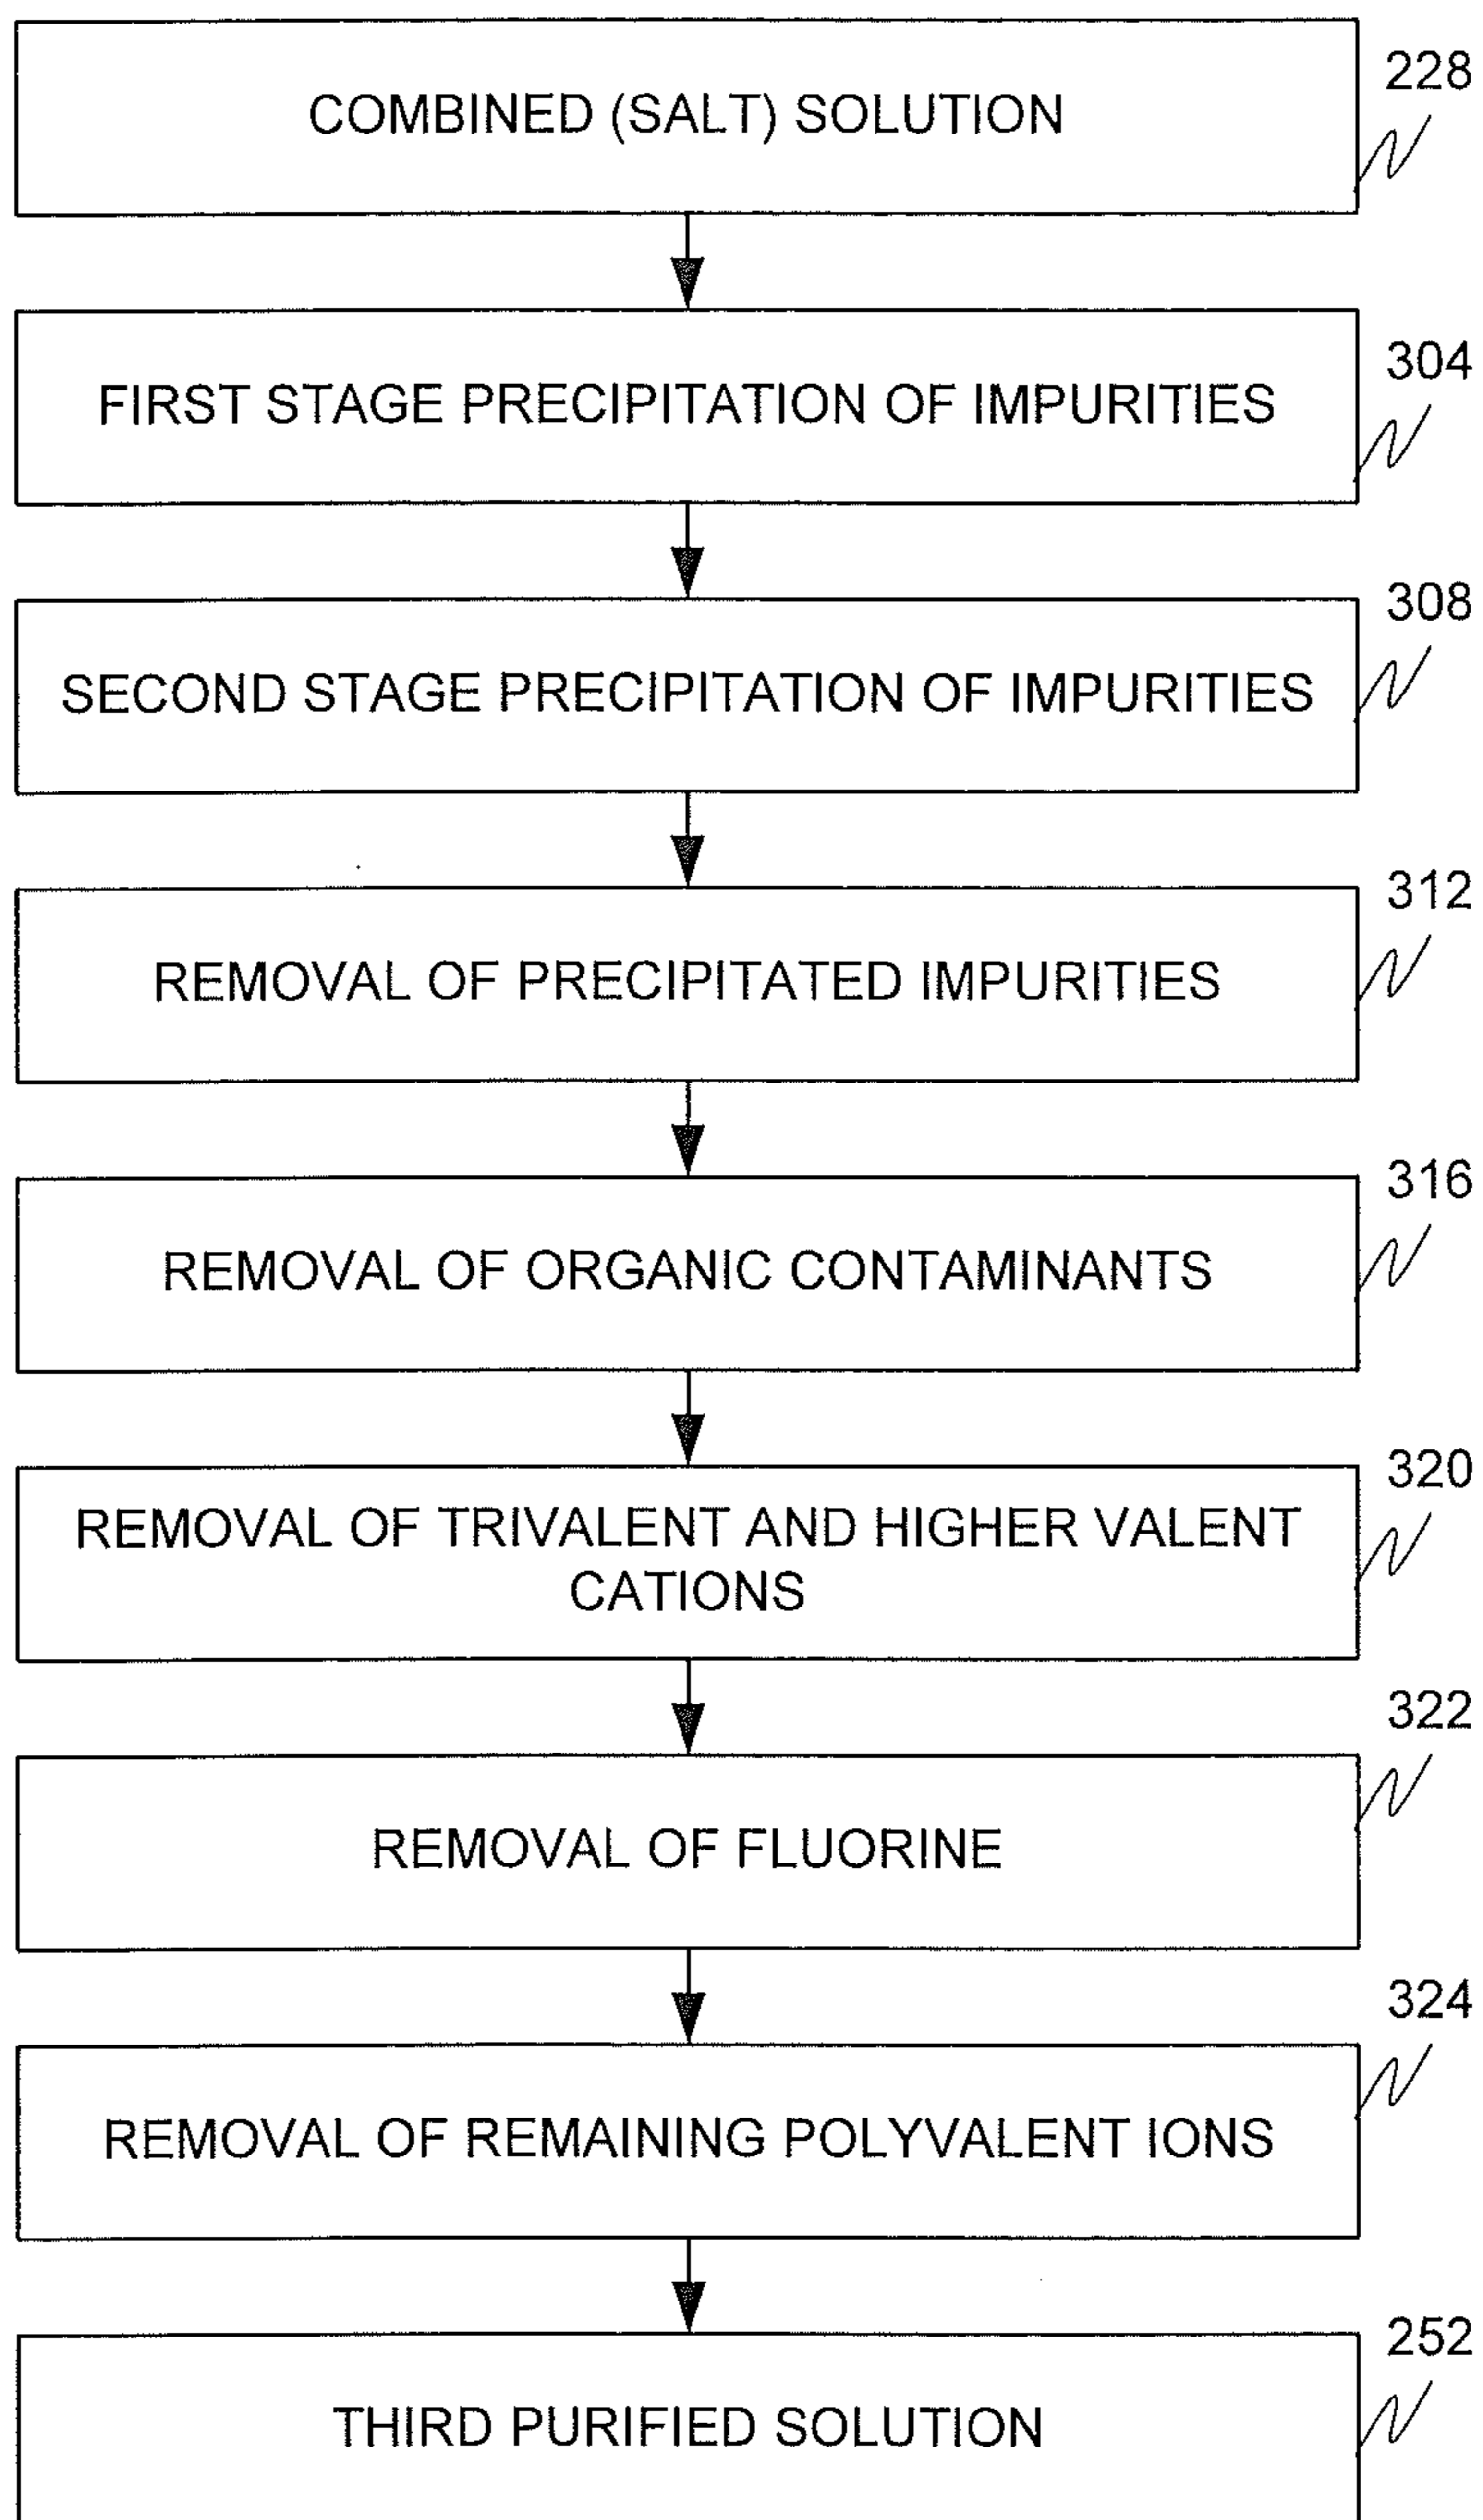 228
COMBINED (SALT) SOLUTION
304
FIRST STAGE PRECIPITATION OF IMPURITIES
308
SECOND STAGE PRECIPITATION OF IMPURITIES
312
REMOVAL OF PRECIPITATED IMPURITIES
316
REMOVAL OF ORGANIC CONTAMINANTS
320
REMOVAL OF TRIVALENT AND HIGHER VALENT
CATIONS
322
REMOVAL OF FLUORINE
324
REMOVAL OF REMAINING POLYVALENT IONS
252
THIRD PURIFIED SOLUTION